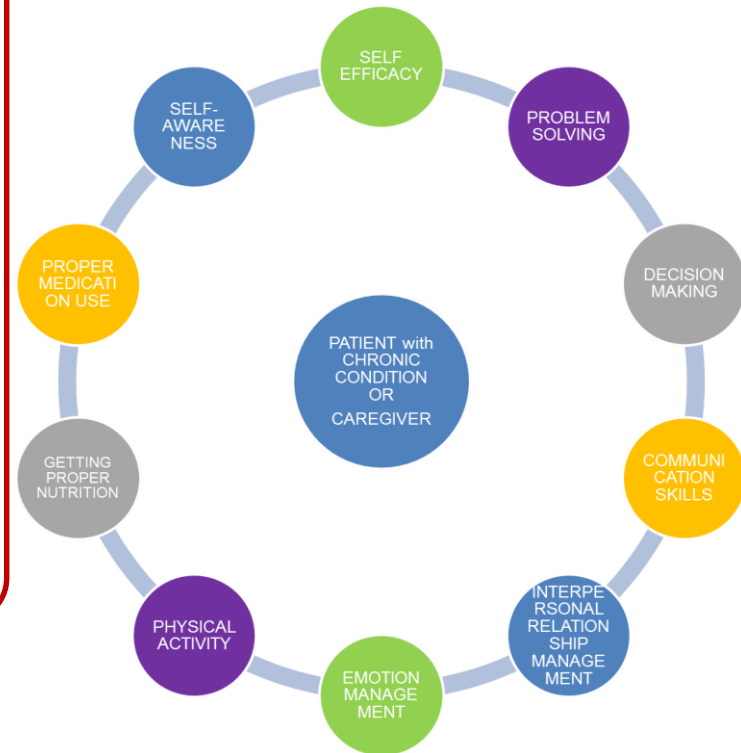 SELF
EFFICACY
PROBLEM
SOLVING
DECISION
MAKING
COMMUNI
CATION
SKILLS
INTERPE
RSONAL
RELATION
SHIP
MANAGE
MENT
EMOTION
MANAGE
MENT
PHYSICAL
ACTIVITY
GETTING
PROPER
NUTRITION
PROPER
MEDICATI
ON USE
SELF-
AWARE
NESS
PATIENT with
CHRONIC
CONDITION
OR
CAREGIVER